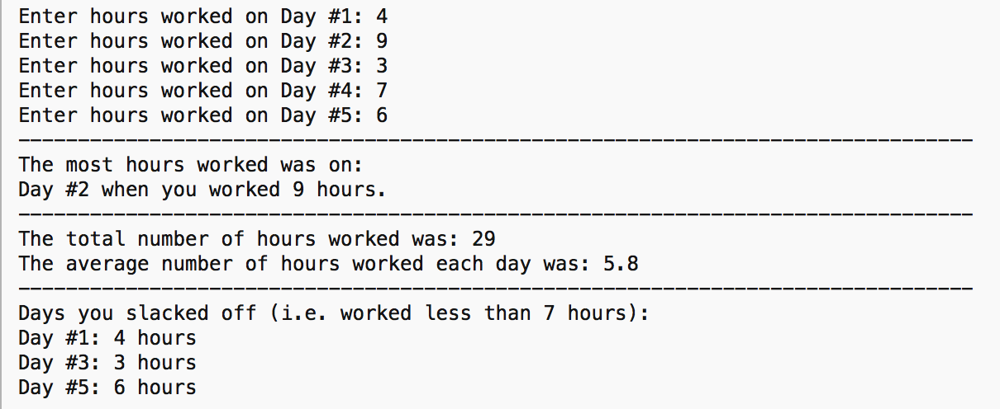 Enter hours worked on Day #1: 4
Enter hours worked on Day #2: 9
Enter hours worked on Day #3: 3
Enter hours worked on Day #4: 7
Enter hours worked on Day #5: 6
--------------------------------------------------------------------------------
The most hours worked was on:
Day #2 when you worked 9 hours.
--------------------------------------------------------------------------------
The total number of hours worked was: 29
The average number of hours worked each day was: 5.8
--------------------------------------------------------------------------------
Days you slacked off (i.e. worked less than 7 hours):
Day #1: 4 hours
Day #3: 3 hours
Day #5: 6 hours